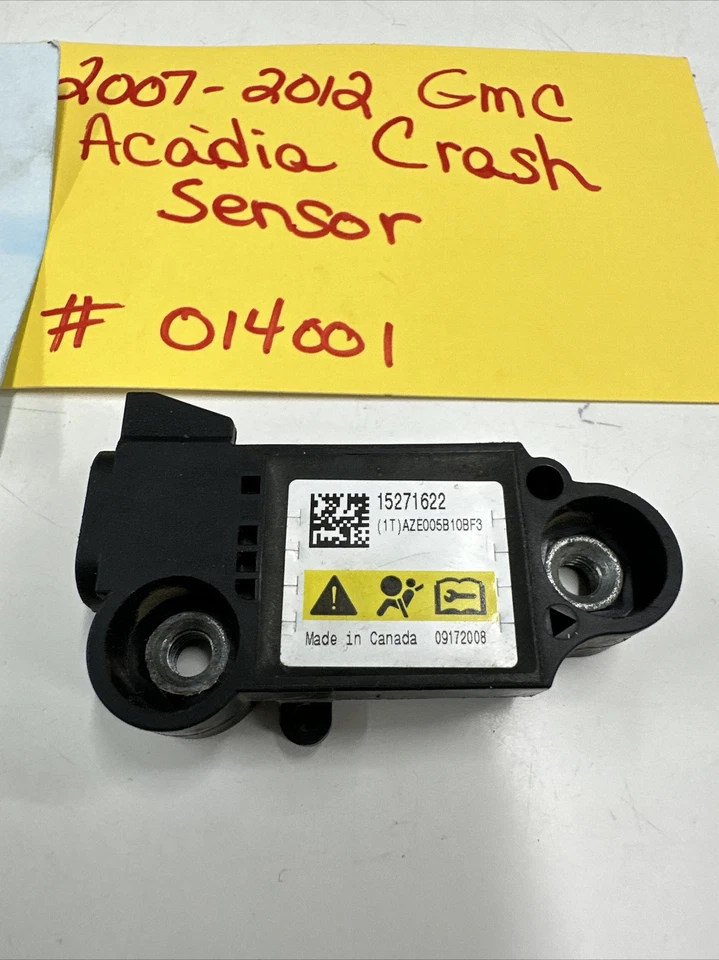 2007-2012 GMC
Acadia Crash
Sensor
# 014001
15271622
(1T)AZE005B10BF3
Made in Canada 09172008